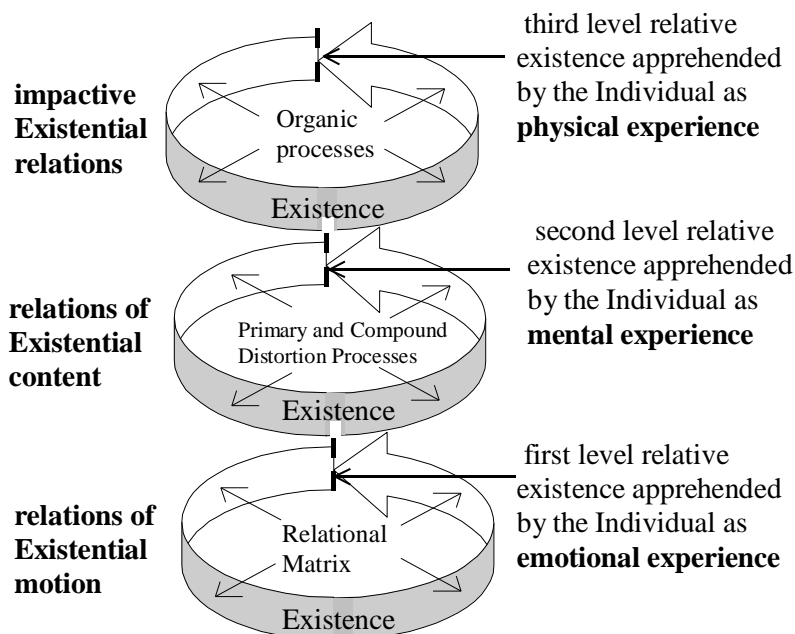 third level relative
existence apprehended
by the Individual as
physical experience
impactive
Existential
relations
Organic
processes
Existence
second level relative
existence apprehended
by the Individual as
mental experience
relations of
Existential
content
Primary and Compound
Distortion Processes
Existence
first level relative
existence apprehended
by the Individual as
emotional experience
relations of
Existential
motion
Relational
Matrix
Existence